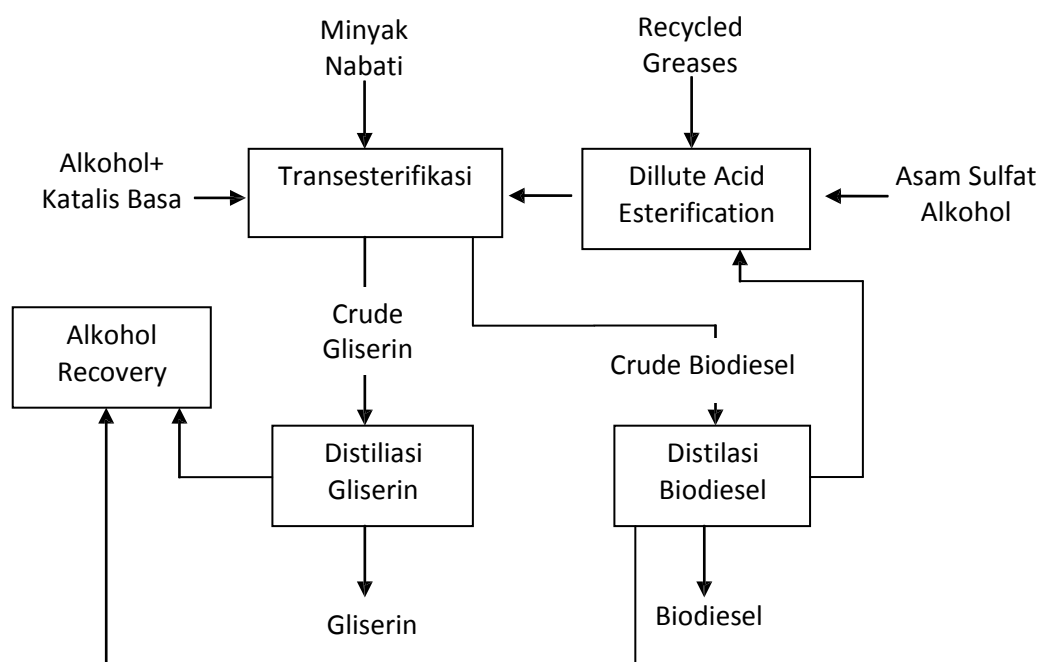 Minyak
Nabati
Recycled
Greases
Alkohol+
Katalis Basa
Transesterifikasi
Dillute Acid
Esterification
Asam Sulfat
Alkohol
Alkohol
Recovery
Crude
Gliserin
Crude Biodiesel
Distiliasi
Gliserin
Distilasi
Biodiesel
Gliserin
Biodiesel